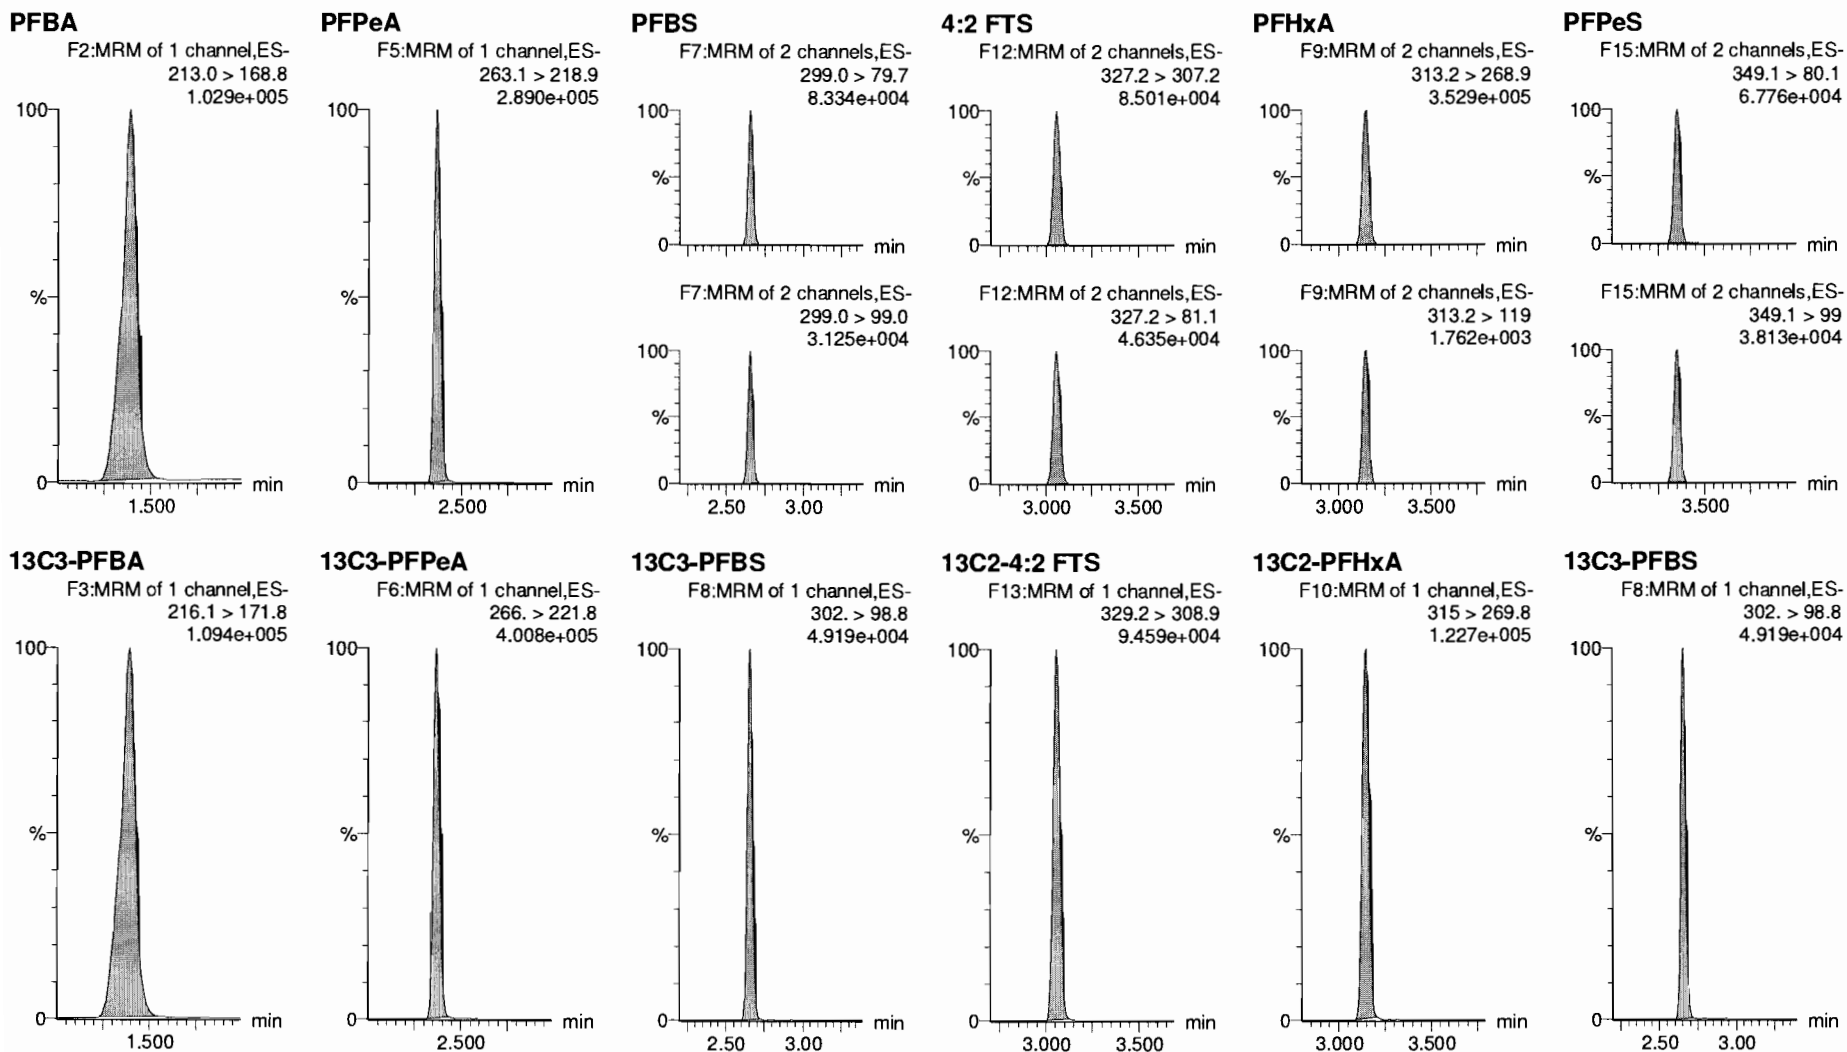 PFBA
F2:MRM of 1 channel,ES-
213.0 > 168.8
1.029e+005
100
%
0
min
1.500
PFPeA
F5:MRM of 1 channel,ES-
263.1 > 218.9
2.890e+005
100
%
0
min
2.500
PFBS
F7:MRM of 2 channels,ES-
299.0 > 79.7
8.334e+004
100
%
0
min
F7:MRM of 2 channels,ES-
299.0 > 99.0
3.125e+004
100
%
0
min
2.50 3.00
4:2 FTS
F12:MRM of 2 channels,ES-
327.2 > 307.2
8.501e+004
100
%
0
min
F12:MRM of 2 channels,ES-
327.2 > 81.1
4.635e+004
100
%
0
min
3.000 3.500
PFHxA
F9:MRM of 2 channels,ES-
313.2 > 268.9
3.529e+005
100
%
0
min
F9:MRM of 2 channels,ES-
313.2 > 119
1.762e+003
100
%
0
min
3.000 3.500
PFPeS
F15:MRM of 2 channels,ES-
349.1 > 80.1
6.776e+004
100
%
0
min
F15:MRM of 2 channels,ES-
349.1 > 99
3.813e+004
100
%
0
min
3.500
13C3-PFBA
F3:MRM of 1 channel,ES-
216.1 > 171.8
1.094e+005
100
%
0
min
1.500
13C3-PFPeA
F6:MRM of 1 channel,ES-
266. > 221.8
4.008e+005
100
%
0
min
2.500
13C3-PFBS
F8:MRM of 1 channel,ES-
302. > 98.8
4.919e+004
100
%
0
min
2.50 3.00
13C2-4:2 FTS
F13:MRM of 1 channel,ES-
329.2 > 308.9
9.459e+004
100
%
0
min
3.000 3.500
13C2-PFHxA
F10:MRM of 1 channel,ES-
315 > 269.8
1.227e+005
100
%
0
min
3.000 3.500
13C3-PFBS
F8:MRM of 1 channel,ES-
302. > 98.8
4.919e+004
100
%
0
min
2.50 3.00